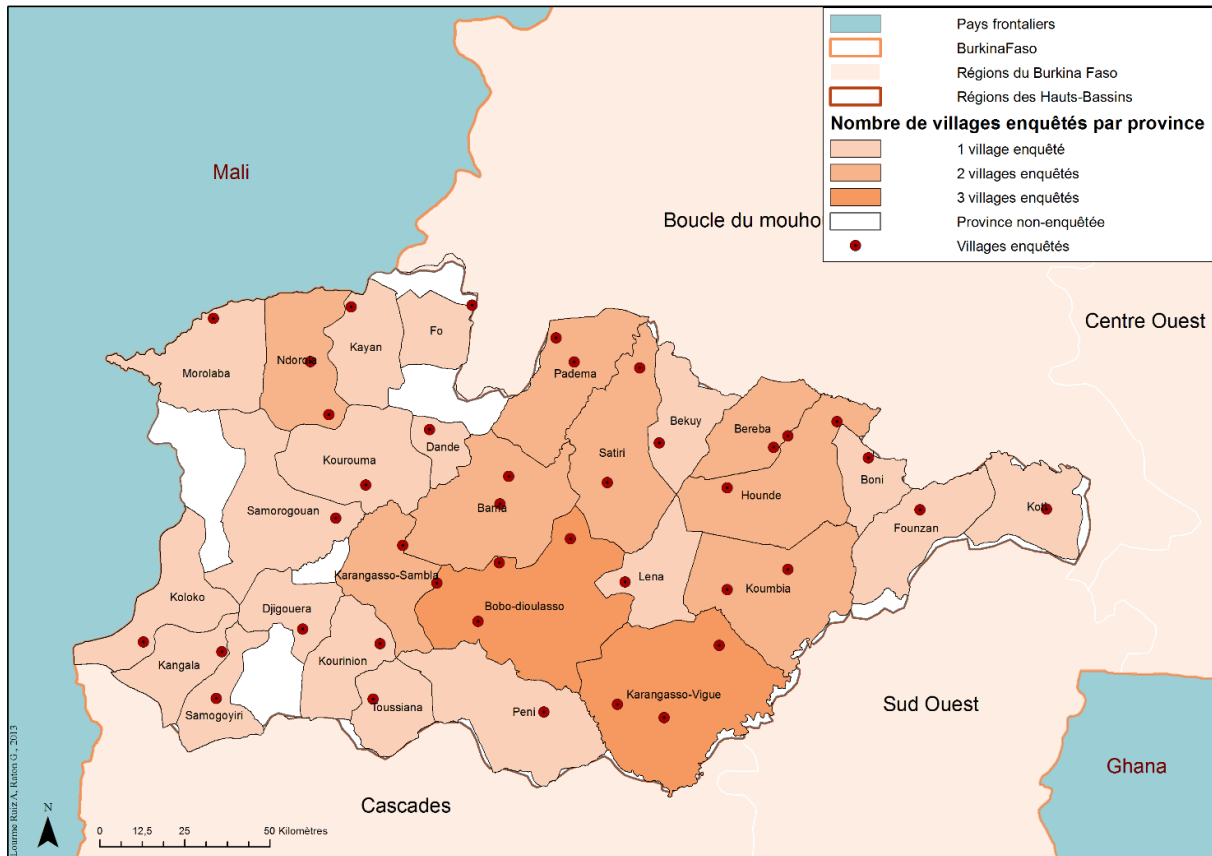 Pays frontaliers
BurkinaFaso
Régions du Burkina Faso
Régions des Hauts-Bassins
Nombre de villages enquêtés par province
1 village enquêté
2 villages enquêtés
3 villages enquêtés
Province non-enquêtée
Villages enquêtés
Mali
Boucle du mouho
Centre Ouest
Fo
Ndorola
Kayan
Morolaba
Padema
Bekuy
Bereba
Dande
Satiri
Kourouma
Boni
Hounde
Bama
Koti
Samorogouan
Founzan
Karangasso-Sambla
Lena
Koumbia
Koloko
Djigouera
Bobo-dioulasso
Kangala
Kourinion
Karangasso-Vigue
Samogoyiri
Toussiana
Peni
Sud Ouest
Ghana
Cascades
N
0 12,5 25 50 Kilomètres
Lourme Ruiz A, Raton G, 2013